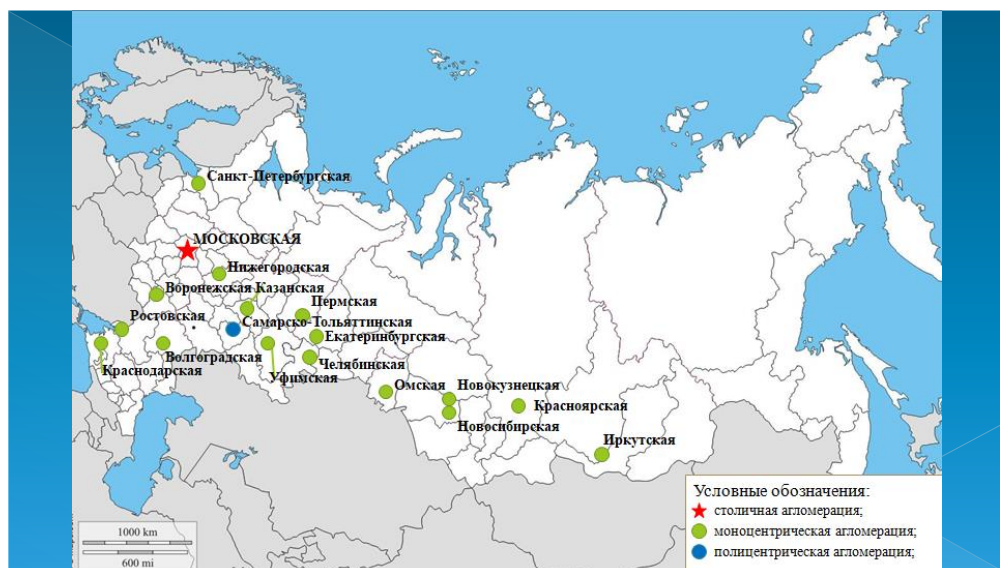 Санкт-Петербургская
МОСКОВСКАЯ
Нижегородская
Воронежская Казанская
Пермская
Ростовская
Самарско-Тольяттинская
Екатеринбургская
Волгоградская
Челябинская
Краснодарская
Уфимская
Омская
Новокузнецкая
Красноярская
Новосибирская
Иркутская
Условные обозначения:
столичная агломерация;
моноцентрическая агломерация;
полицентрическая агломерация;
1000 km
600 mi